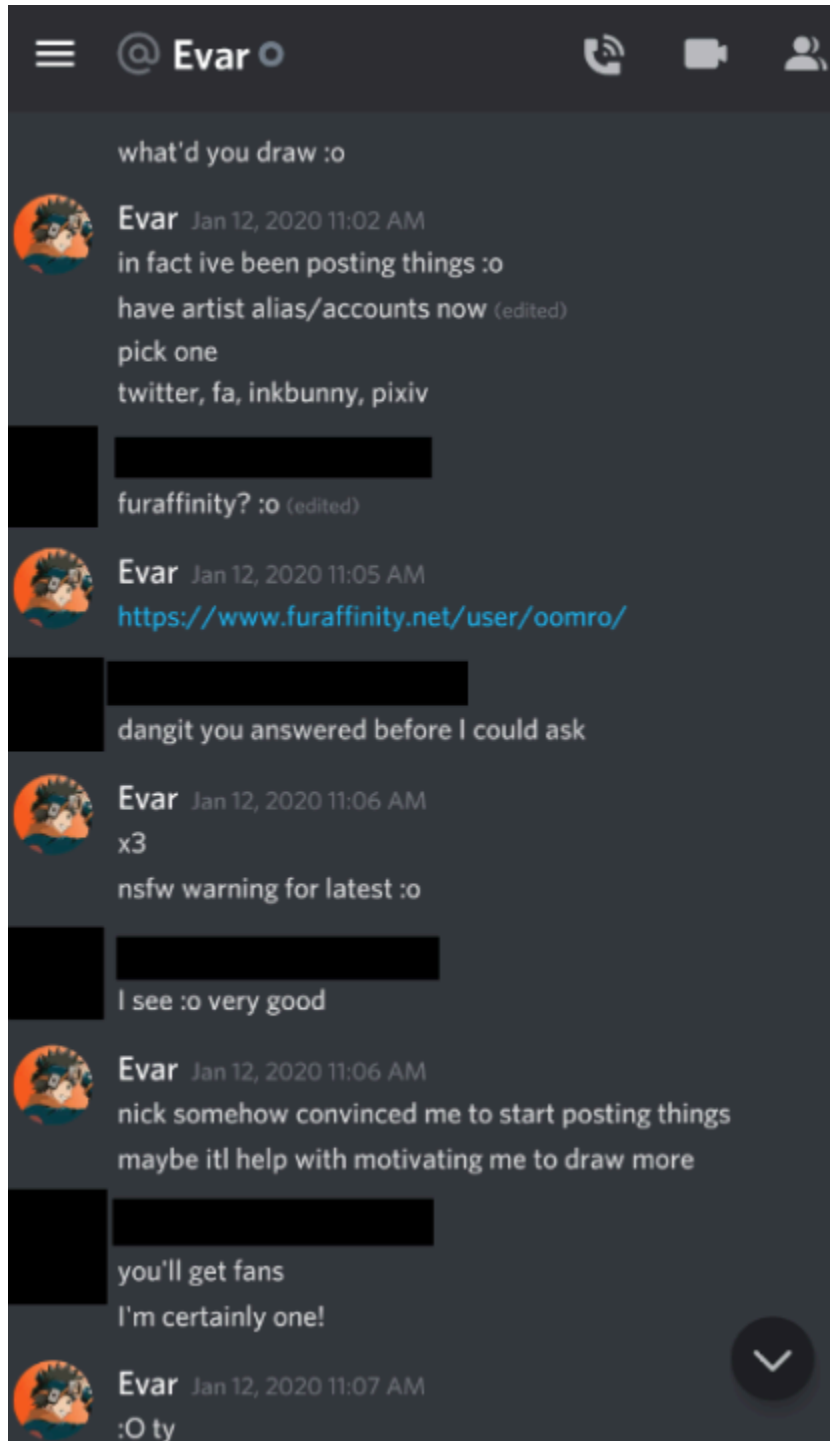 @ Evar
what'd you draw :o
Evar Jan 12, 2020 11:02 AM
in fact ive been posting things :o
have artist alias/accounts now (edited)
pick one
twitter, fa, inkbunny, pixiv
furaffinity? :o (edited)
Evar Jan 12, 2020 11:05 AM
https://www.furaffinity.net/user/oomro/
dangit you answered before I could ask
Evar Jan 12, 2020 11:06 AM
x3
nsfw warning for latest :o
I see :o very good
Evar Jan 12, 2020 11:06 AM
nick somehow convinced me to start posting things
maybe itl help with motivating me to draw more
you'll get fans
I'm certainly one!
Evar Jan 12, 2020 11:07 AM
:O ty